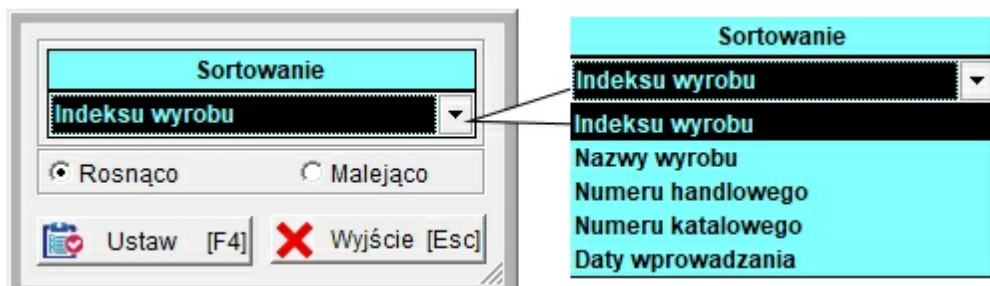 Sortowanie
Indeksu wyrobu
Rosnąco Malejąco
Ustaw [F4] Wyjście [Esc]
Sortowanie
Indeksu wyrobu
Indeksu wyrobu
Nazwy wyrobu
Numeru handlowego
Numeru katalowego
Daty wprowadzania